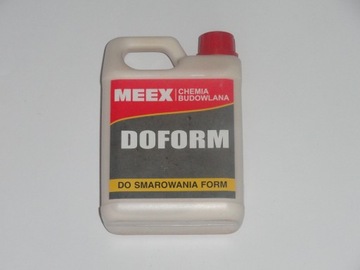 MEEX CHEMIA
BUDOWLANA
DOFORM
DO SMAROWANIA FORM